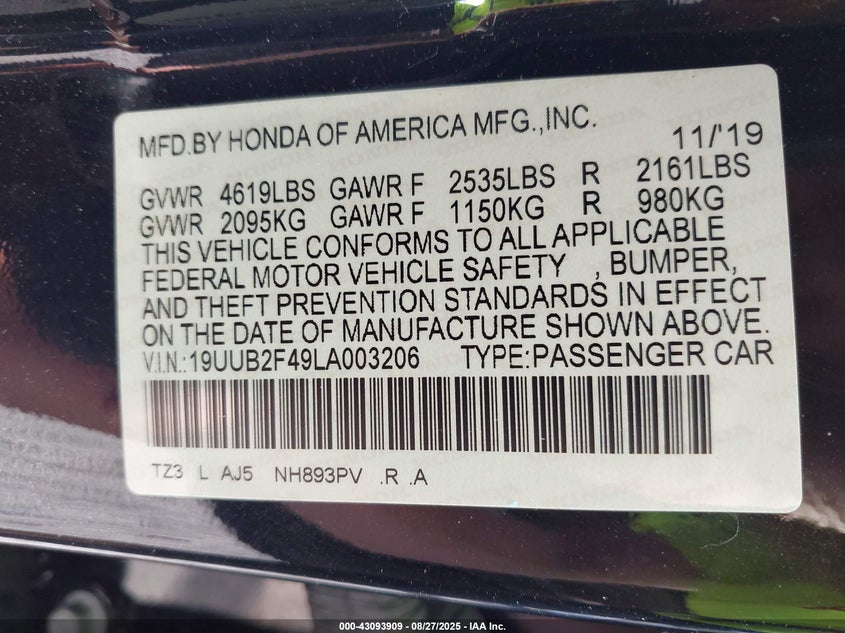 MFD.BY HONDA OF AMERICA MFG.,INC. 11/'19
GVWR 4619LBS GAWR F 2535LBS R 2161LBS
GVWR 2095KG GAWR F 1150KG R 980KG
THIS VEHICLE CONFORMS TO ALL APPLICABLE
FEDERAL MOTOR VEHICLE SAFETY , BUMPER,
AND THEFT PREVENTION STANDARDS IN EFFECT
ON THE DATE OF MANUFACTURE SHOWN ABOVE.
V.I.N.:19UUB2F49LA003206 TYPE:PASSENGER CAR
TZ3 L AJ5 NH893PV .R .A
000-43093909 - 08/27/2025 - IAA Inc.